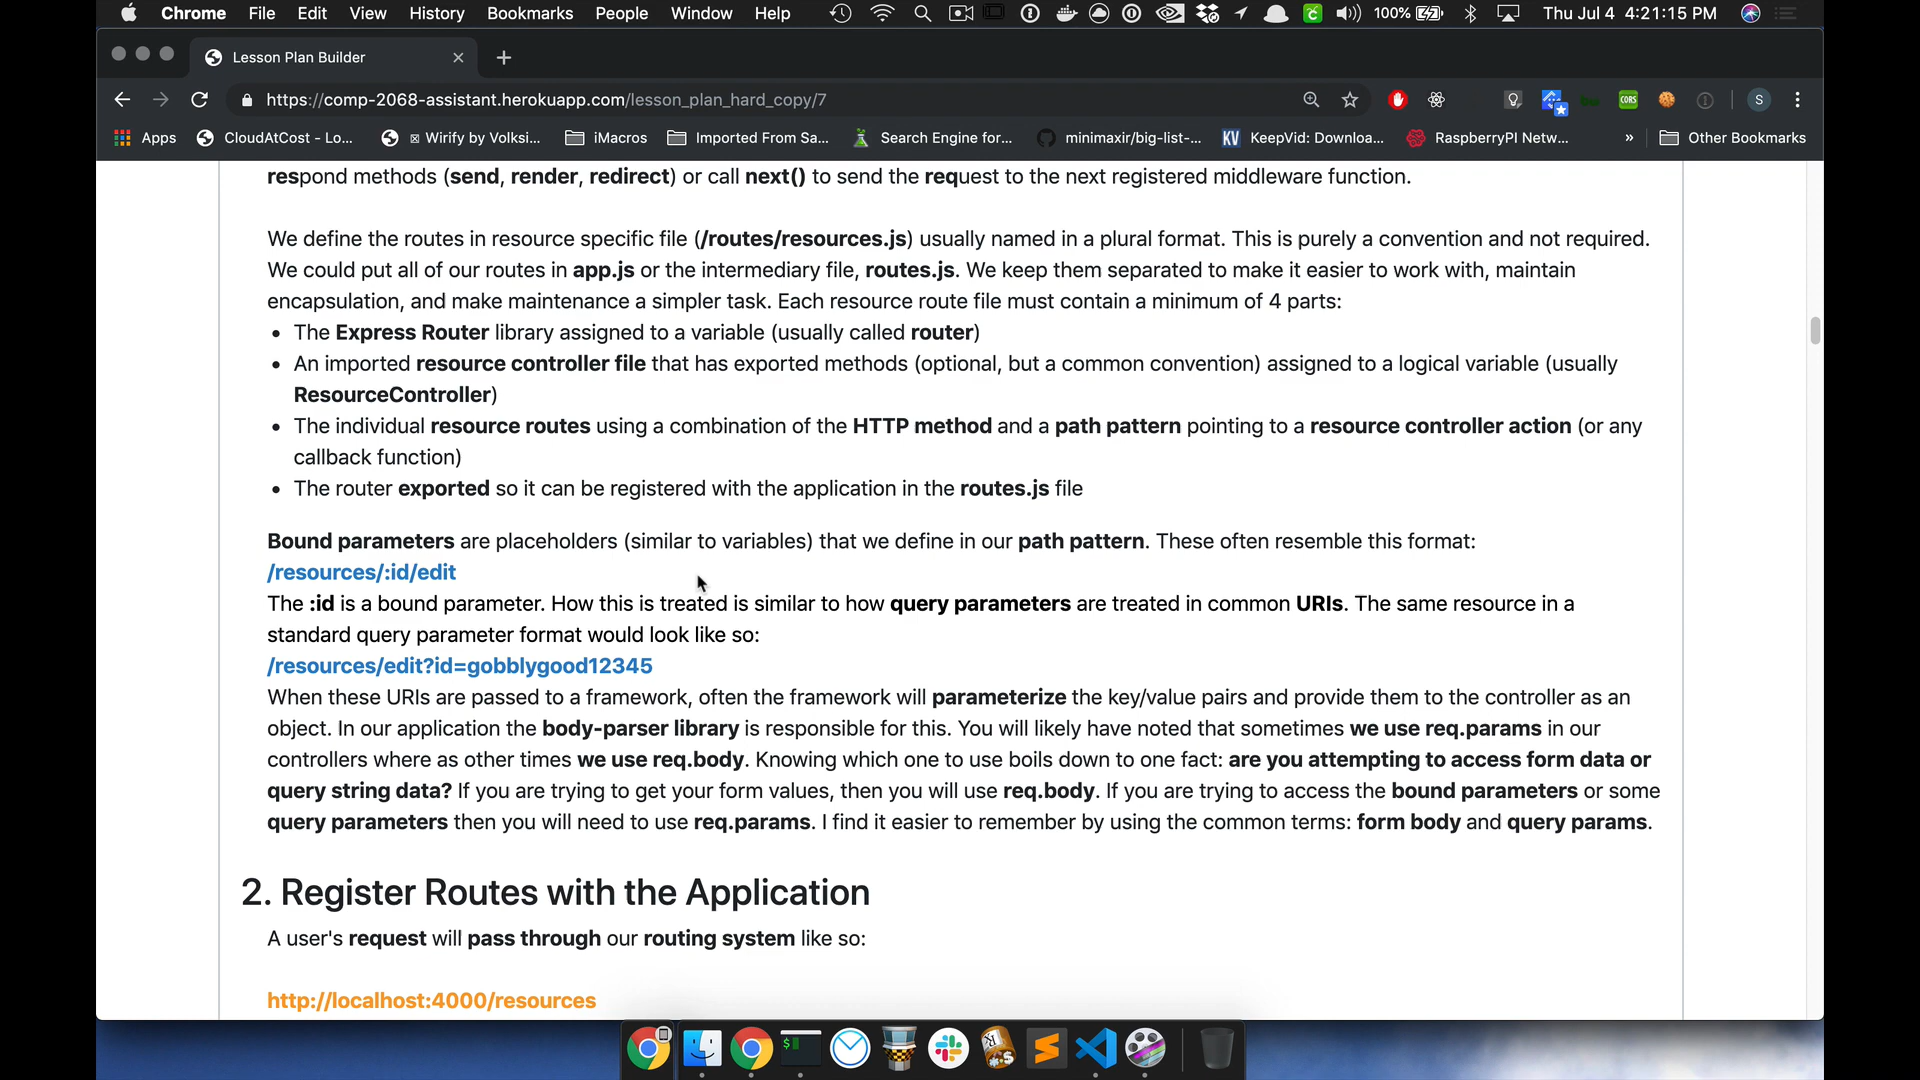 Chrome File Edit View History Bookmarks People Window Help 100% Thu Jul 4 4:21:15 PM
Lesson Plan Builder
https://comp-2068-assistant.herokuapp.com/lesson_plan_hard_copy/7 CORS S
Apps CloudAtCost - Lo... Wirify by Volksi... iMacros Imported From Sa... Search Engine for... minimaxir/big-list-... KV KeepVid: Downloa... RaspberryPI Netw... » Other Bookmarks
respond methods (send, render, redirect) or call next() to send the request to the next registered middleware function.
We define the routes in resource specific file (/routes/resources.js) usually named in a plural format. This is purely a convention and not required.
We could put all of our routes in app.js or the intermediary file, routes.js. We keep them separated to make it easier to work with, maintain
encapsulation, and make maintenance a simpler task. Each resource route file must contain a minimum of 4 parts:
• The Express Router library assigned to a variable (usually called router)
• An imported resource controller file that has exported methods (optional, but a common convention) assigned to a logical variable (usually
ResourceController)
• The individual resource routes using a combination of the HTTP method and a path pattern pointing to a resource controller action (or any
callback function)
• The router exported so it can be registered with the application in the routes.js file
Bound parameters are placeholders (similar to variables) that we define in our path pattern. These often resemble this format:
/resources/:id/edit
The :id is a bound parameter. How this is treated is similar to how query parameters are treated in common URIs. The same resource in a
standard query parameter format would look like so:
/resources/edit?id=gobblygood12345
When these URIs are passed to a framework, often the framework will parameterize the key/value pairs and provide them to the controller as an
object. In our application the body-parser library is responsible for this. You will likely have noted that sometimes we use req.params in our
controllers where as other times we use req.body. Knowing which one to use boils down to one fact: are you attempting to access form data or
query string data? If you are trying to get your form values, then you will use req.body. If you are trying to access the bound parameters or some
query parameters then you will need to use req.params. I find it easier to remember by using the common terms: form body and query params.
2. Register Routes with the Application
A user's request will pass through our routing system like so:
http://localhost:4000/resources